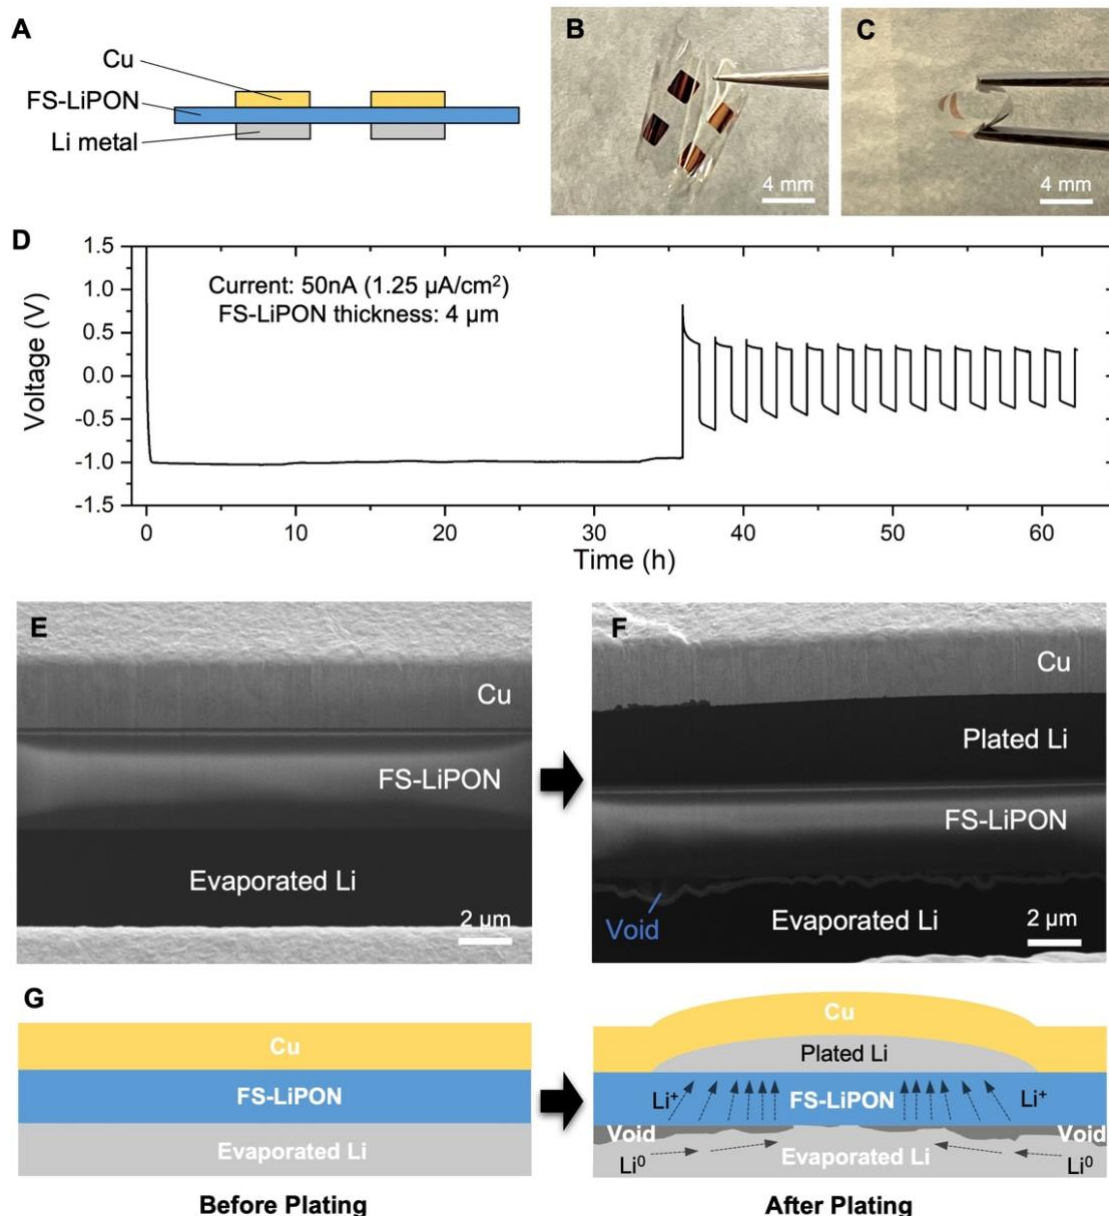 A
Cu
FS-LiPON
Li metal
B
4 mm
C
4 mm
D
Current: 50nA (1.25 µA/cm²)
FS-LiPON thickness: 4 µm
Voltage (V)
1.5
1.0
0.5
0.0
-0.5
-1.0
-1.5
0 10 20 30 40 50 60
Time (h)
E
Cu
FS-LiPON
Evaporated Li
2 µm
F
Cu
Plated Li
FS-LiPON
Void
Evaporated Li
2 µm
G
Cu
FS-LiPON
Evaporated Li
Before Plating
Cu
Plated Li
Li⁺ FS-LiPON Li⁺
Void Void
Li⁰ Evaporated Li Li⁰
After Plating